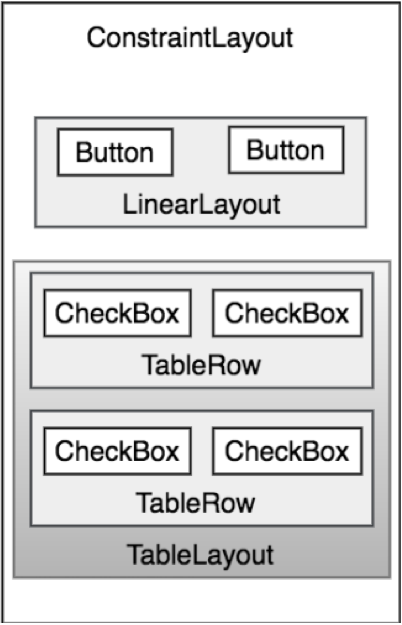 ConstraintLayout
Button Button
LinearLayout
CheckBox CheckBox
TableRow
CheckBox CheckBox
TableRow
TableLayout